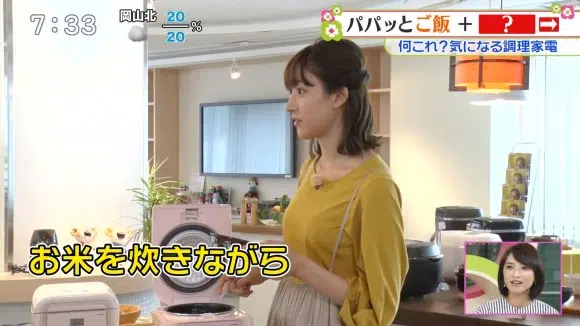 7:33
岡山北
20
20
%
パパッとご飯 + ? ➡
何これ?気になる調理家電
お米を炊きながら